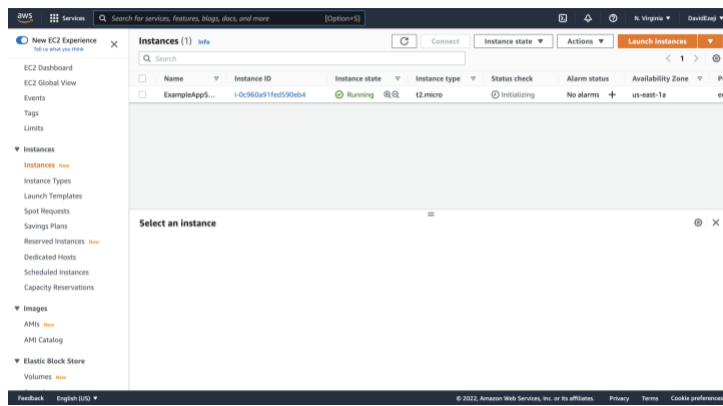 aws Services Search for services, features, blogs, docs, and more [Option+S] N. Virginia DavidEzeji
New EC2 Experience
Tell us what you think
EC2 Dashboard
EC2 Global View
Events
Tags
Limits
Instances
Instances New
Instance Types
Launch Templates
Spot Requests
Savings Plans
Reserved Instances New
Dedicated Hosts
Scheduled Instances
Capacity Reservations
Images
AMIs New
AMI Catalog
Elastic Block Store
Volumes New
Instances (1) Info Connect Instance state Actions Launch instances
Search 1
Name Instance ID Instance state Instance type Status check Alarm status Availability Zone
ExampleAppS... i-0c960a91fed590eb4 Running t2.micro Initializing No alarms + us-east-1a
Select an instance
Feedback English (US) © 2022, Amazon Web Services, Inc. or its affiliates. Privacy Terms Cookie preferences